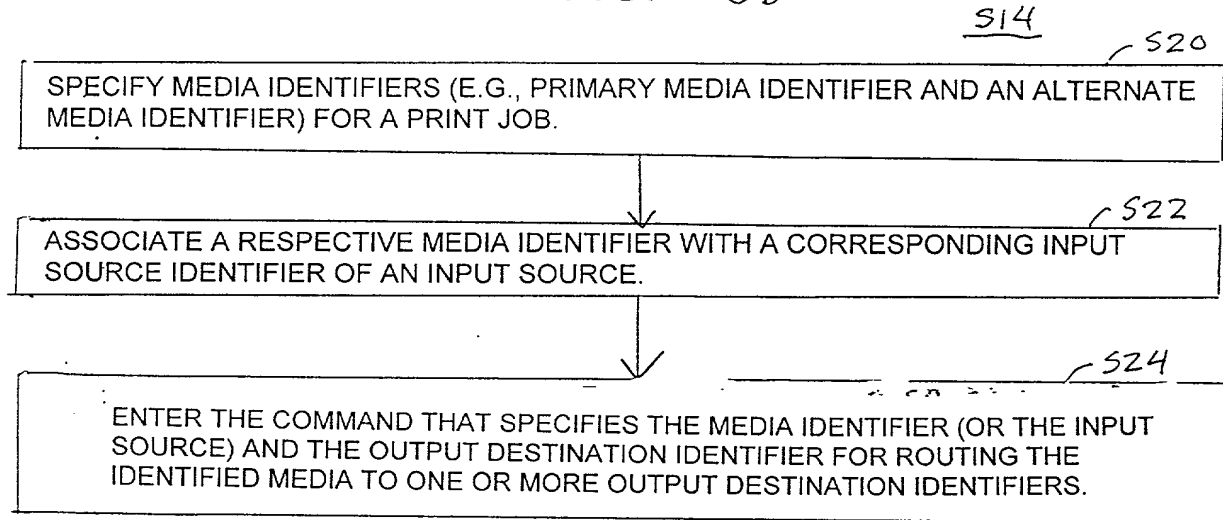 S14
S20
SPECIFY MEDIA IDENTIFIERS (E.G., PRIMARY MEDIA IDENTIFIER AND AN ALTERNATE
MEDIA IDENTIFIER) FOR A PRINT JOB.
S22
ASSOCIATE A RESPECTIVE MEDIA IDENTIFIER WITH A CORRESPONDING INPUT
SOURCE IDENTIFIER OF AN INPUT SOURCE.
S24
ENTER THE COMMAND THAT SPECIFIES THE MEDIA IDENTIFIER (OR THE INPUT
SOURCE) AND THE OUTPUT DESTINATION IDENTIFIER FOR ROUTING THE
IDENTIFIED MEDIA TO ONE OR MORE OUTPUT DESTINATION IDENTIFIERS.